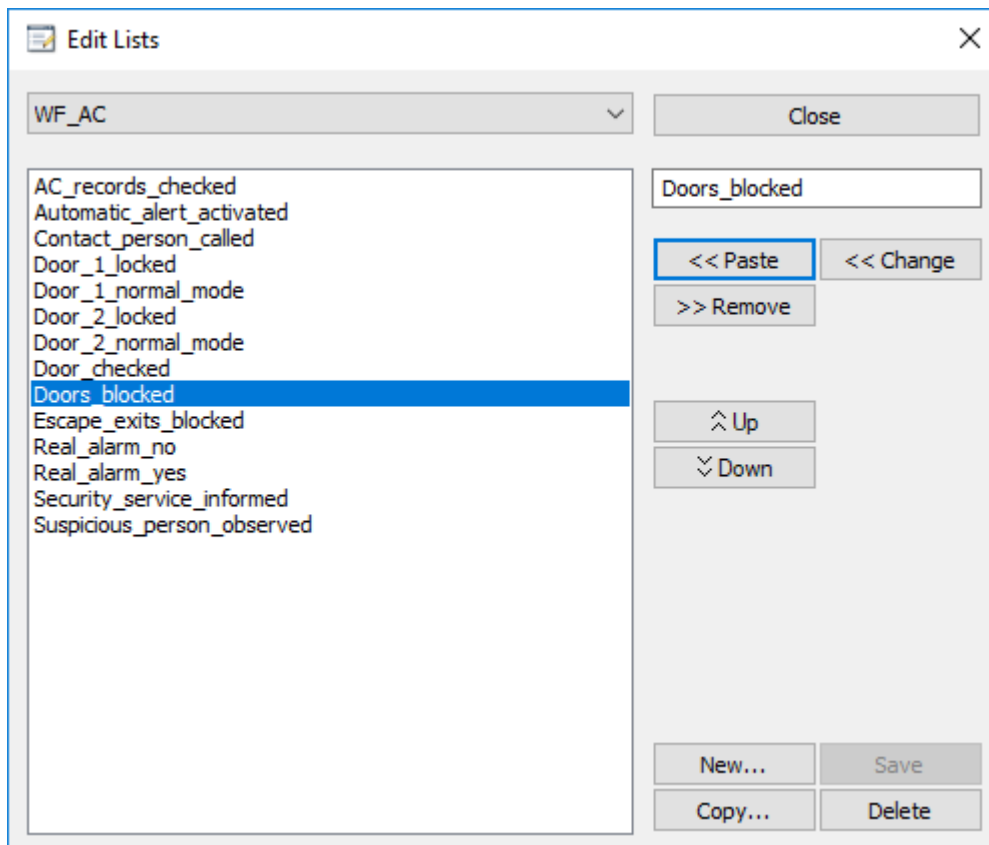 Edit Lists
WF_AC
Close
AC_records_checked
Automatic_alert_activated
Contact_person_called
Door_1_locked
Door_1_normal_mode
Door_2_locked
Door_2_normal_mode
Door_checked
Doors_blocked
Escape_exits_blocked
Real_alarm_no
Real_alarm_yes
Security_service_informed
Suspicious_person_observed
Doors_blocked
<< Paste
<< Change
>> Remove
Up
Down
New...
Save
Copy...
Delete